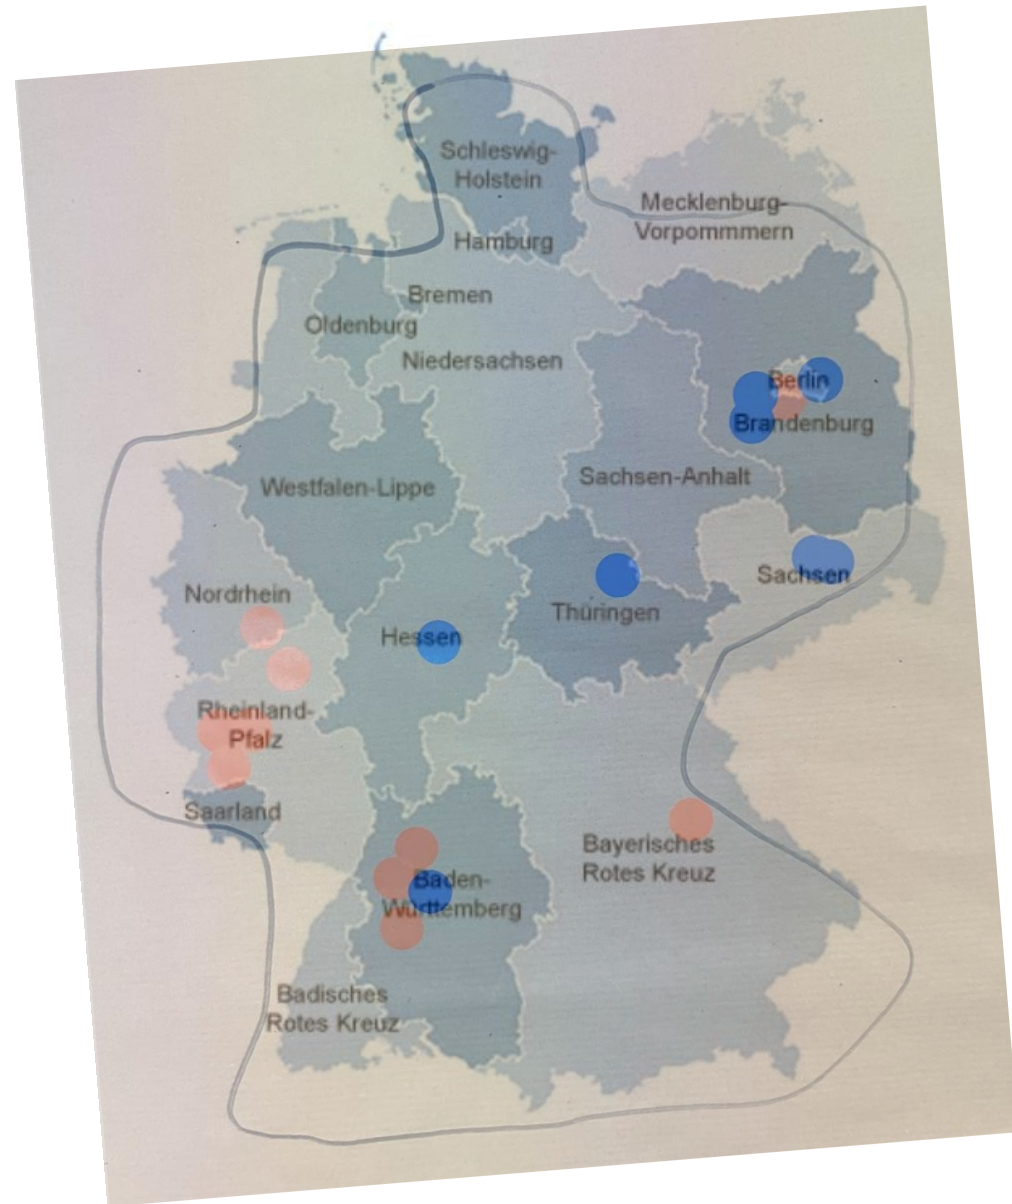 Schleswig-
Holstein
Mecklenburg-
Vorpommmern
Hamburg
Bremen
Oldenburg
Niedersachsen
Berlin
Brandenburg
Westfalen-Lippe
Sachsen-Anhalt
Sachsen
Nordrhein
Thüringen
Hessen
Rheinland-
Pfalz
Saarland
Bayerisches
Rotes Kreuz
Baden-
Württemberg
Badisches
Rotes Kreuz